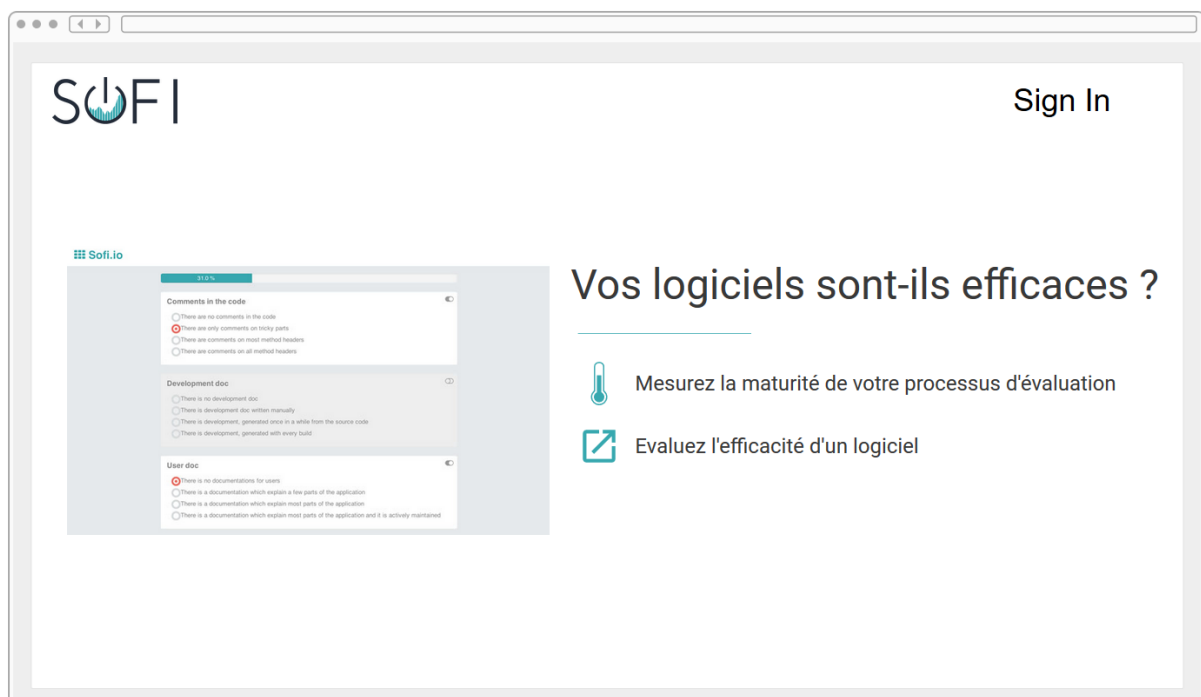 SOFI
Sign In
Sofi.io
31.0 %
Comments in the code
There are no comments in the code
There are only comments on tricky parts
There are comments on most method headers
There are comments on all method headers
Development doc
There is no development doc
There is development doc written manually
There is development, generated once in a while from the source code
There is development, generated with every build
User doc
There is no documentations for users
There is a documentation which explain a few parts of the application
There is a documentation which explain most parts of the application
There is a documentation which explain most parts of the application and it is actively maintained
Vos logiciels sont-ils efficaces ?
Mesurez la maturité de votre processus d'évaluation
Evaluez l'efficacité d'un logiciel